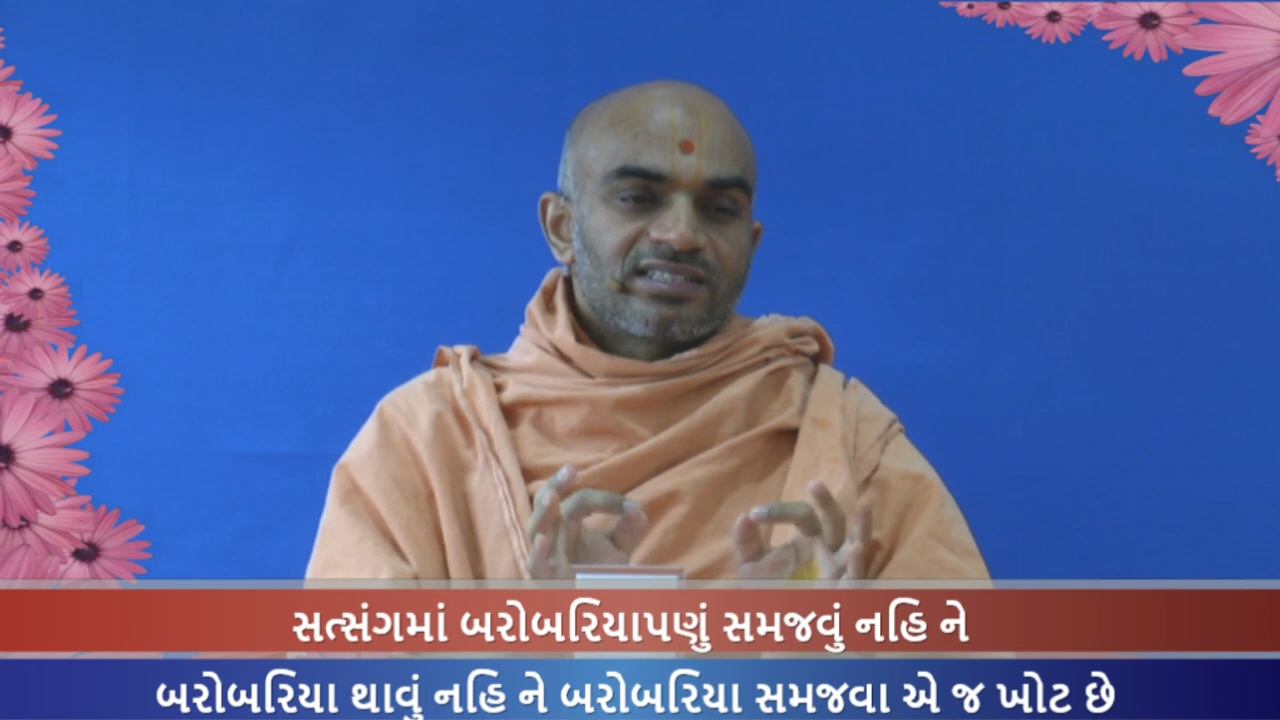 સત્સંગમાં બરોબરિયાપણું સમજવું નહિ ને
બરોબરિયા થાવું નહિ ને બરોબરિયા સમજવા એ જ ખોટ છે